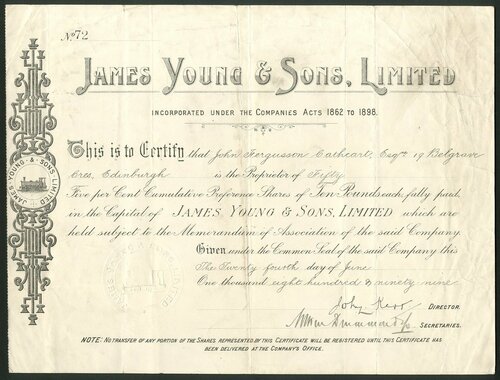 No 72
JAMES YOUNG & SONS, LIMITED
INCORPORATED UNDER THE COMPANIES ACTS 1862 TO 1898.
This is to Certify that John Fergusson Cathcart, Esqre 19 Belgrave
Cres, Edinburgh is the Proprietor of Fifty
Five per Cent Cumulative Preference Shares of Ten Pounds each, fully paid
in the Capital of JAMES YOUNG & SONS, LIMITED which are
held subject to the Memorandum of Association of the said Company.
Given under the Common Seal of the said Company this
The Twenty fourth day of June
One thousand eight hundred & ninety nine
JAMES YOUNG & SONS, LIMITED
John DIRECTOR.
SECRETARIES.
NOTE: NO TRANSFER OF ANY PORTION OF THE SHARES REPRESENTED BY THIS CERTIFICATE WILL BE REGISTERED UNTIL THIS CERTIFICATE HAS
BEEN DELIVERED AT THE COMPANY'S OFFICE.